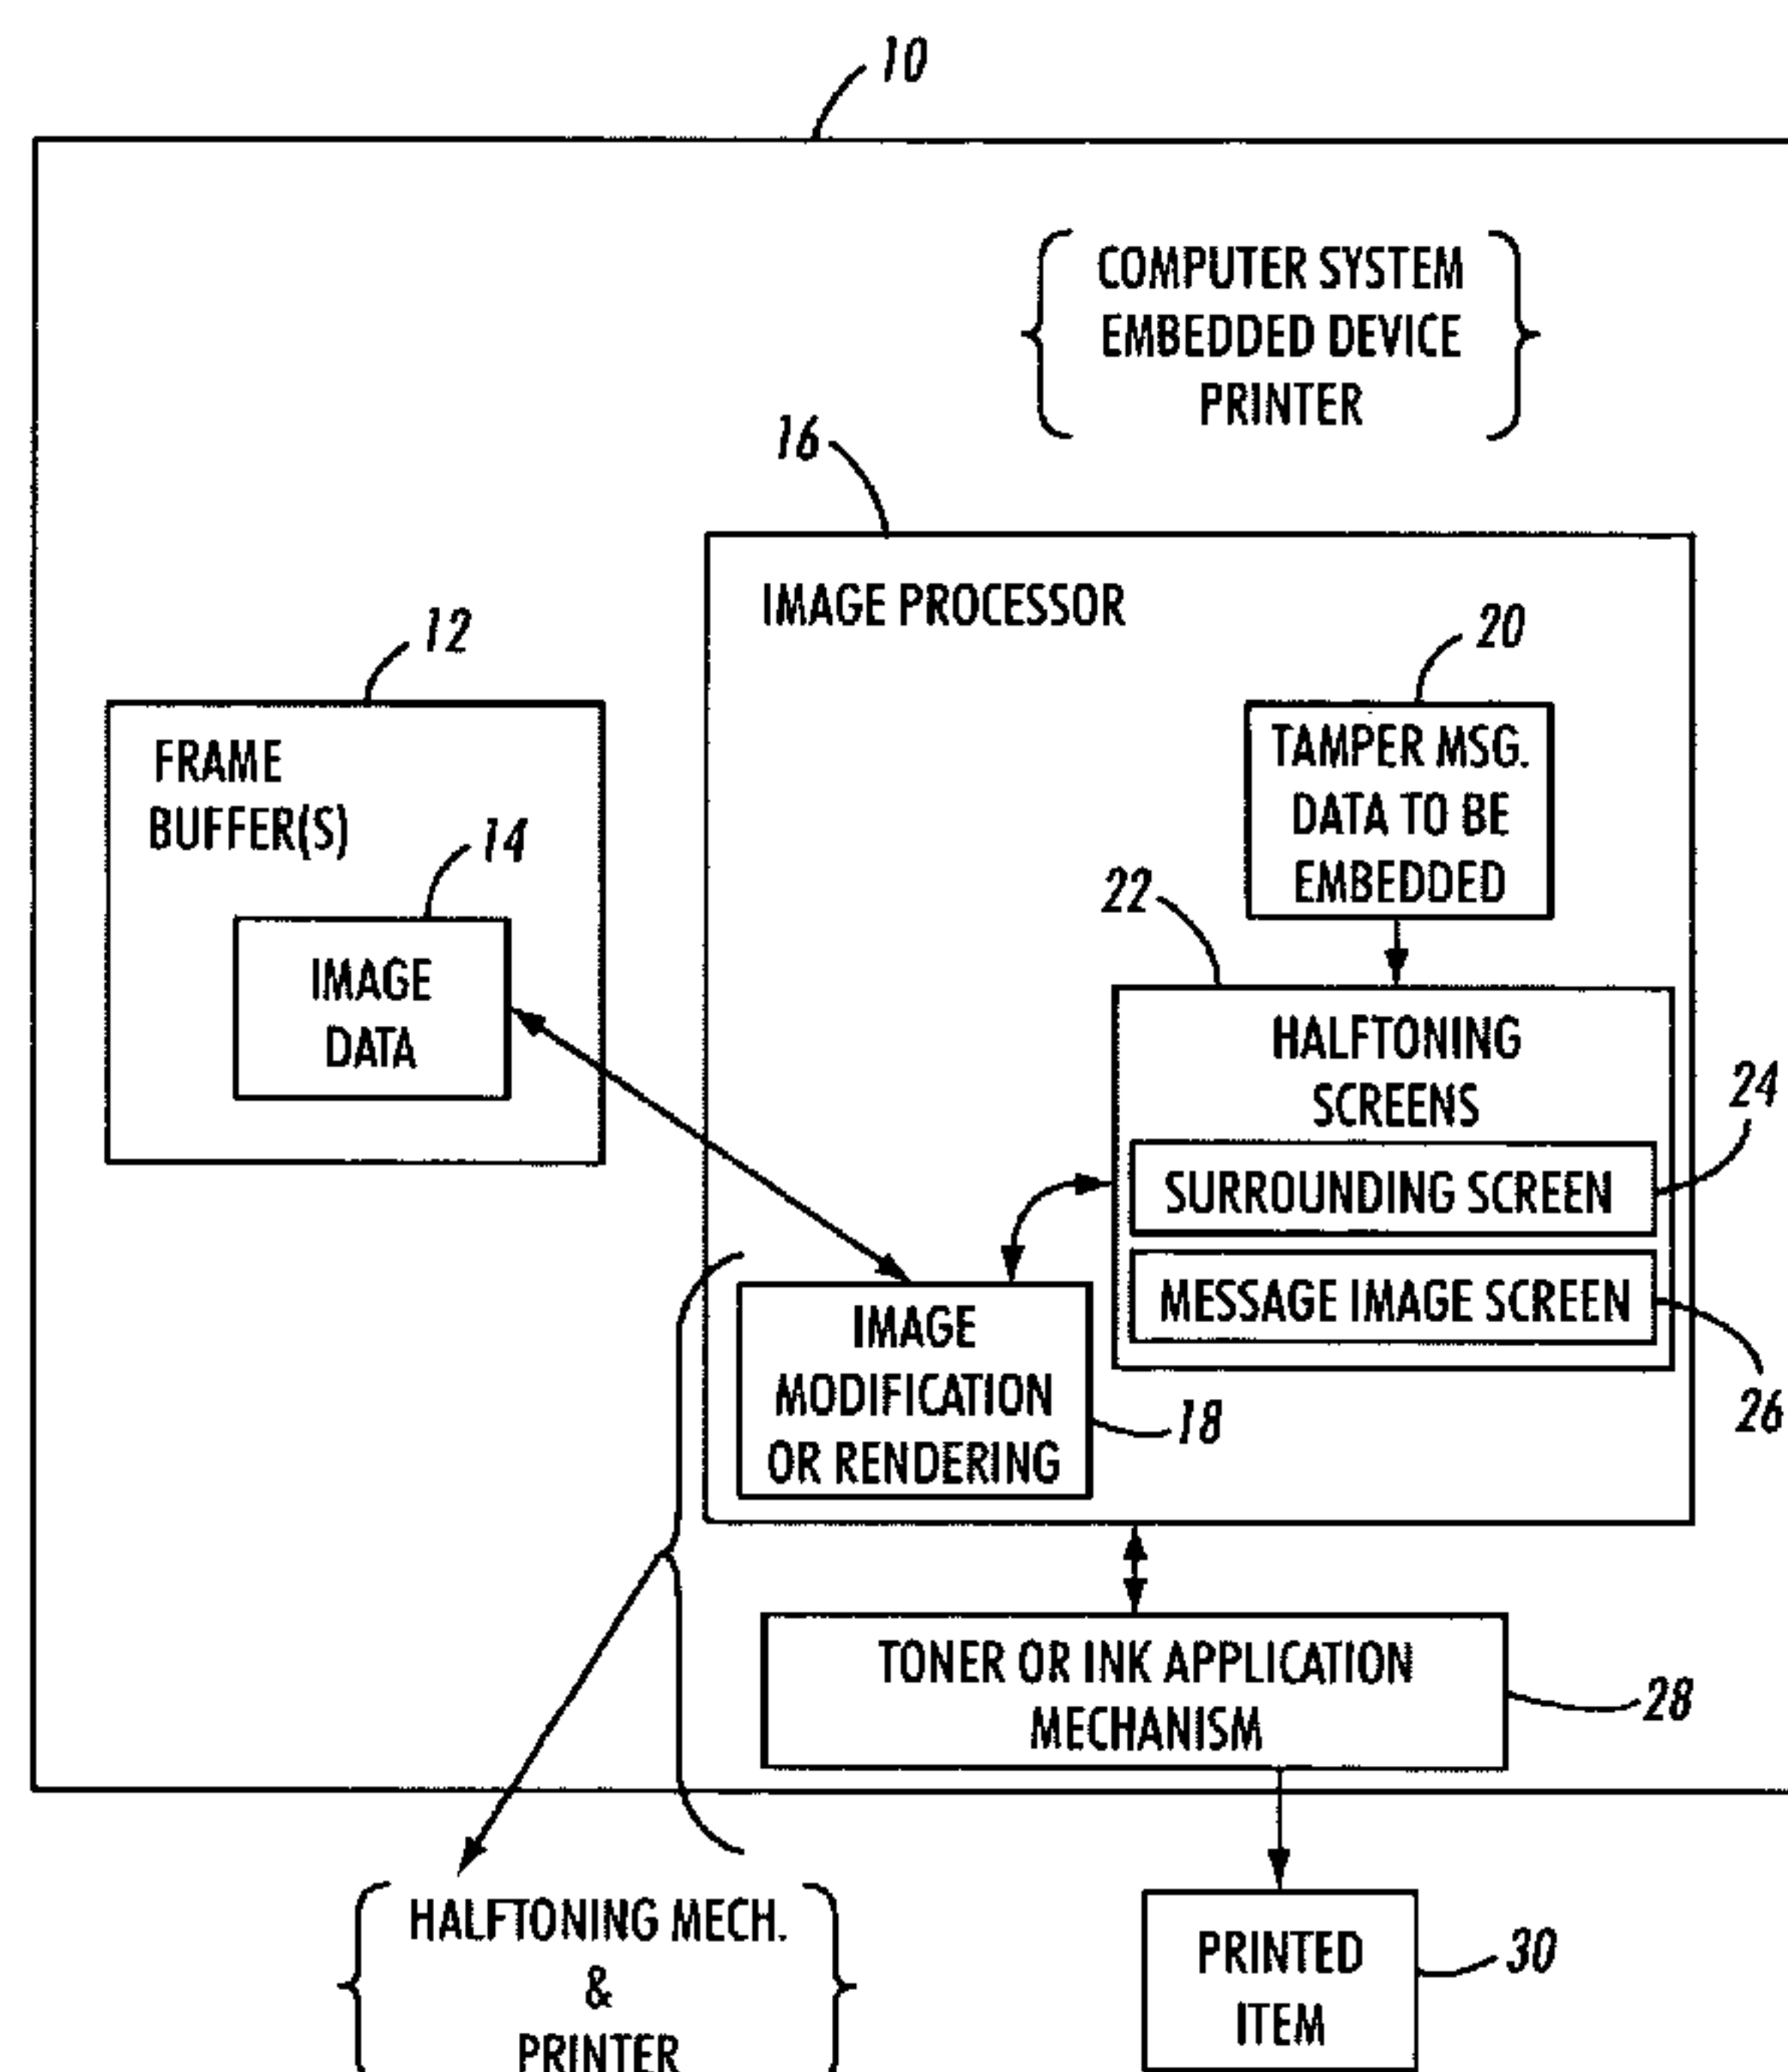 10
COMPUTER SYSTEM
EMBEDDED DEVICE
PRINTER
16
IMAGE PROCESSOR
12
20
FRAME
BUFFER(S)
TAMPER MSG.
DATA TO BE
EMBEDDED
14
22
IMAGE
DATA
HALFTONING
SCREENS
24
SURROUNDING SCREEN
MESSAGE IMAGE SCREEN
26
IMAGE
MODIFICATION
OR RENDERING
18
TONER OR INK APPLICATION
MECHANISM
28
HALFTONING MECH.
&
PRINTER
PRINTED
ITEM
30